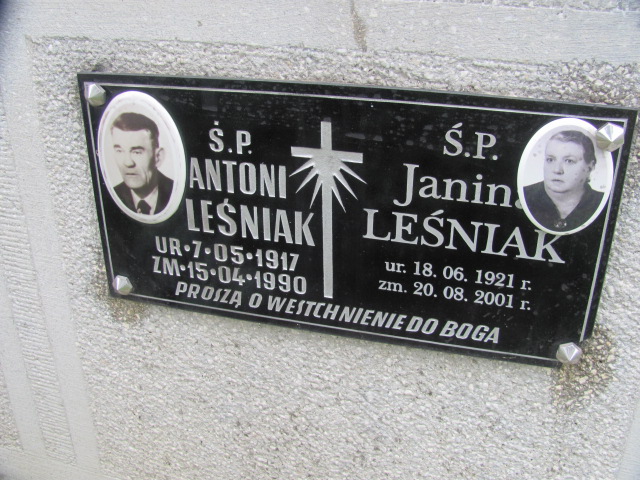 Ś.P.
ANTONI
LEŚNIAK
UR·7·05·1917
ZM·15·04·1990
Ś.P.
LEŚNIAK
ur. 18. 06. 1921 r.
zm. 20. 08. 2001 r.
PROSZĄ O WESTCHNIENIE DO BOGA